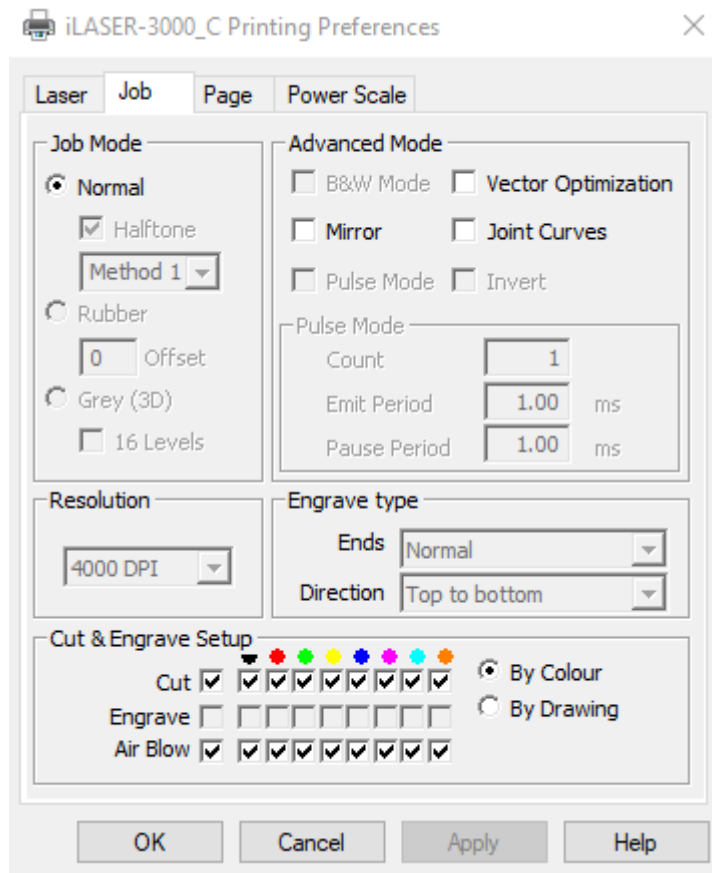 iLASER-3000_C Printing Preferences
Laser Job Page Power Scale
Job Mode
Normal
Halftone
Method 1
Rubber
0 Offset
Grey (3D)
16 Levels
Advanced Mode
B&W Mode Vector Optimization
Mirror Joint Curves
Pulse Mode Invert
Pulse Mode
Count 1
Emit Period 1.00 ms
Pause Period 1.00 ms
Resolution
4000 DPI
Engrave type
Ends Normal
Direction Top to bottom
Cut & Engrave Setup
Cut By Colour
Engrave By Drawing
Air Blow
OK Cancel Apply Help